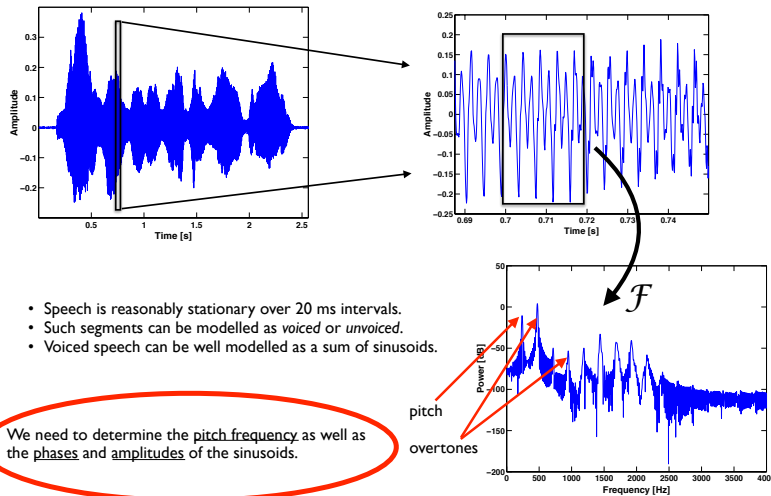 0.3
0.2
0.1
0
−0.1
−0.2
Amplitude
0.5 1 1.5 2 2.5
Time [s]
0.25
0.2
0.15
0.1
0.05
0
−0.05
−0.1
−0.15
−0.2
−0.25
Amplitude
0.69 0.7 0.71 0.72 0.73 0.74
Time [s]
• Speech is reasonably stationary over 20 ms intervals.
• Such segments can be modelled as voiced or unvoiced.
• Voiced speech can be well modelled as a sum of sinusoids.
ℱ
50
0
−50
−100
−150
−200
Power [dB]
0 500 1000 1500 2000 2500 3000 3500 400
Frequency [Hz]
pitch
overtones
We need to determine the pitch frequency as well as
the phases and amplitudes of the sinusoids.